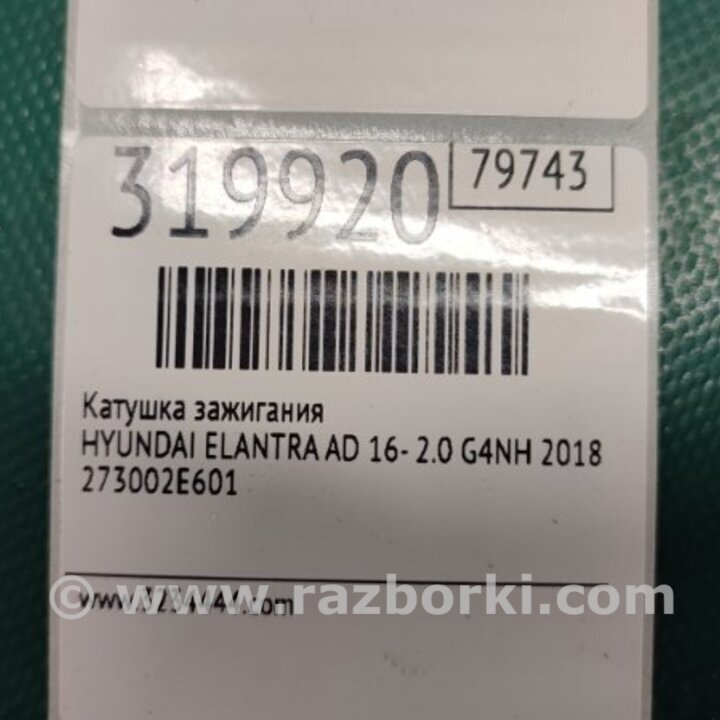 319920 79743
Катушка зажигания
HYUNDAI ELANTRA AD 16- 2.0 G4NH 2018
273002E601
© www.razborki.com